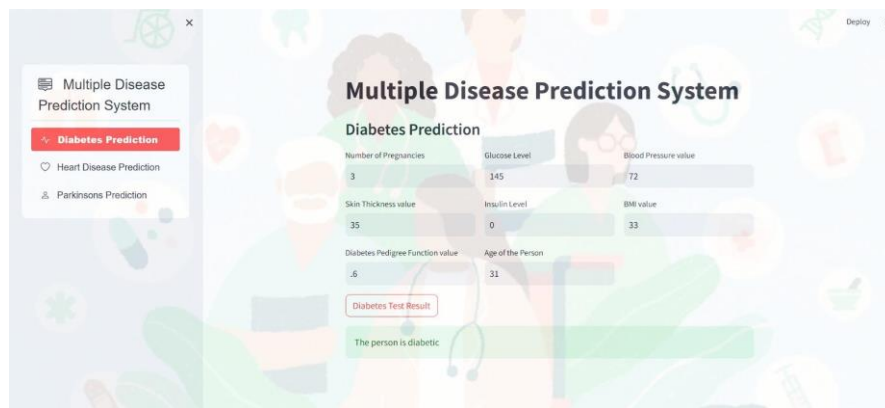 ×
Deploy
Multiple Disease
Prediction System
Diabetes Prediction
Heart Disease Prediction
Parkinsons Prediction
Multiple Disease Prediction System
Diabetes Prediction
Number of Pregnancies Glucose Level Blood Pressure value
3 145 72
Skin Thickness value Insulin Level BMI value
35 0 33
Diabetes Pedigree Function value Age of the Person
.6 31
Diabetes Test Result
The person is diabetic